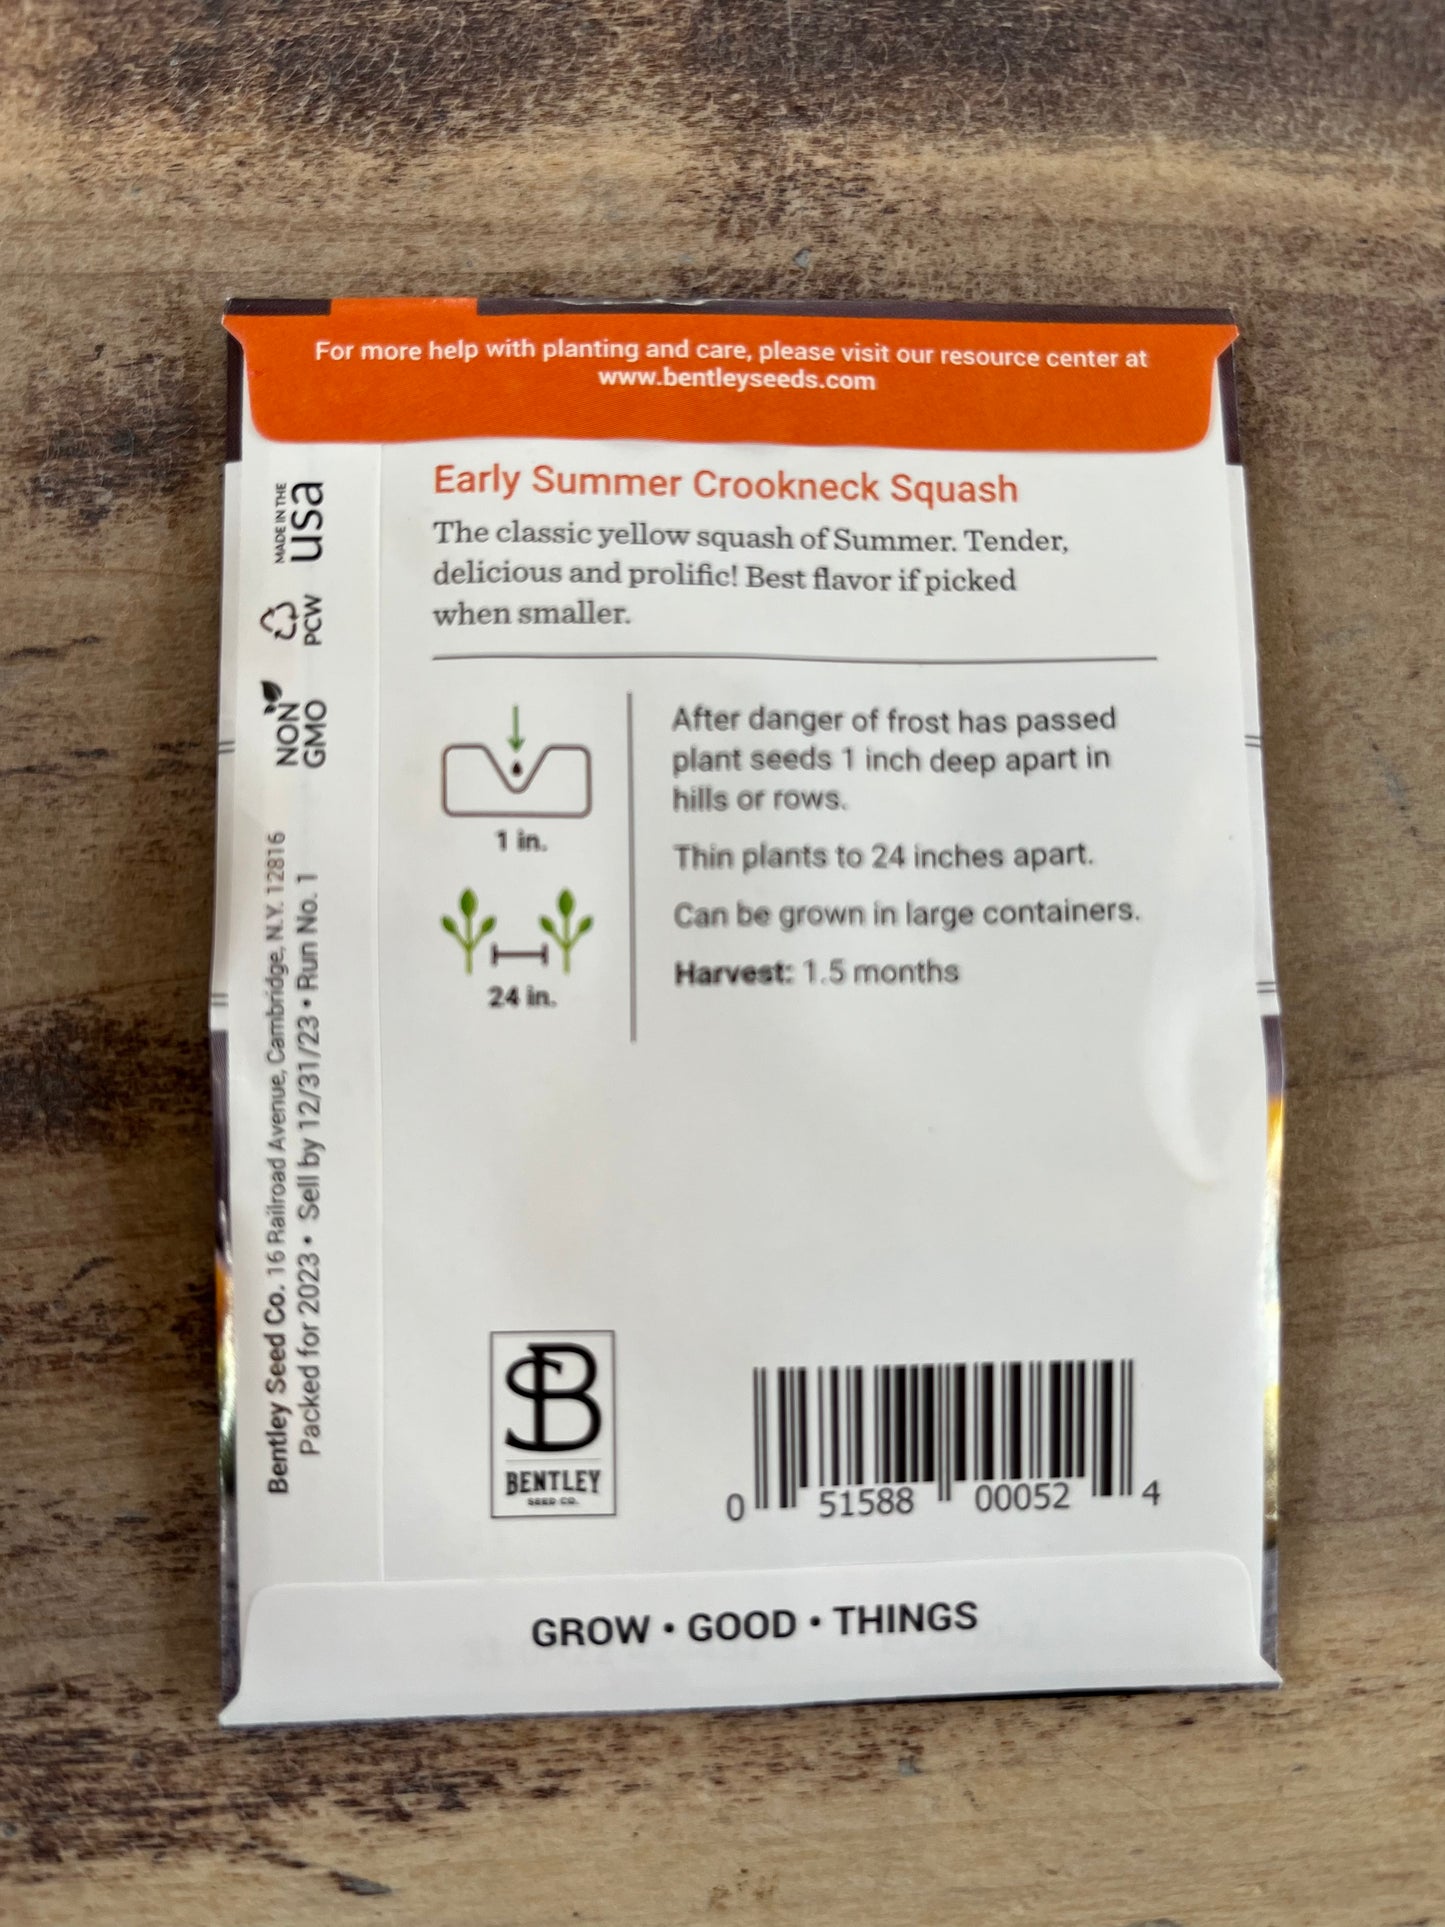 For more help with planting and care, please visit our resource center at
www.bentleyseeds.com
Early Summer Crookneck Squash
The classic yellow squash of Summer. Tender,
delicious and prolific! Best flavor if picked
when smaller.
1 in.
24 in.
After danger of frost has passed
plant seeds 1 inch deep apart in
hills or rows.
Thin plants to 24 inches apart.
Can be grown in large containers.
Harvest: 1.5 months
MADE IN THE
usa
PCW
NON
GMO
Bentley Seed Co. 16 Railroad Avenue, Cambridge, N.Y. 12816
Packed for 2023 • Sell by 12/31/23 • Run No. 1
SB
BENTLEY
SEED CO.
0 51588 00052 4
GROW • GOOD • THINGS